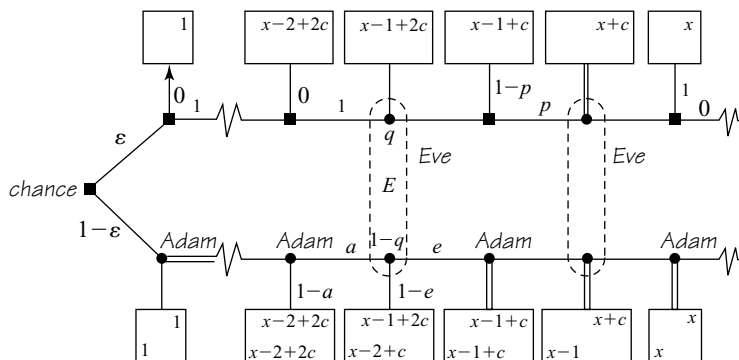 1 x−2+2c x−1+2c x−1+c x+c x
0 0 1−p 1
1 1 p 0
ε q Eve Eve
chance E
1−ε Adam Adam a 1−q e Adam Adam
1−a 1−e
1 x−2+2c x−1+2c x−1+c x+c x
1 x−2+2c x−2+c x−1+c x−1 x